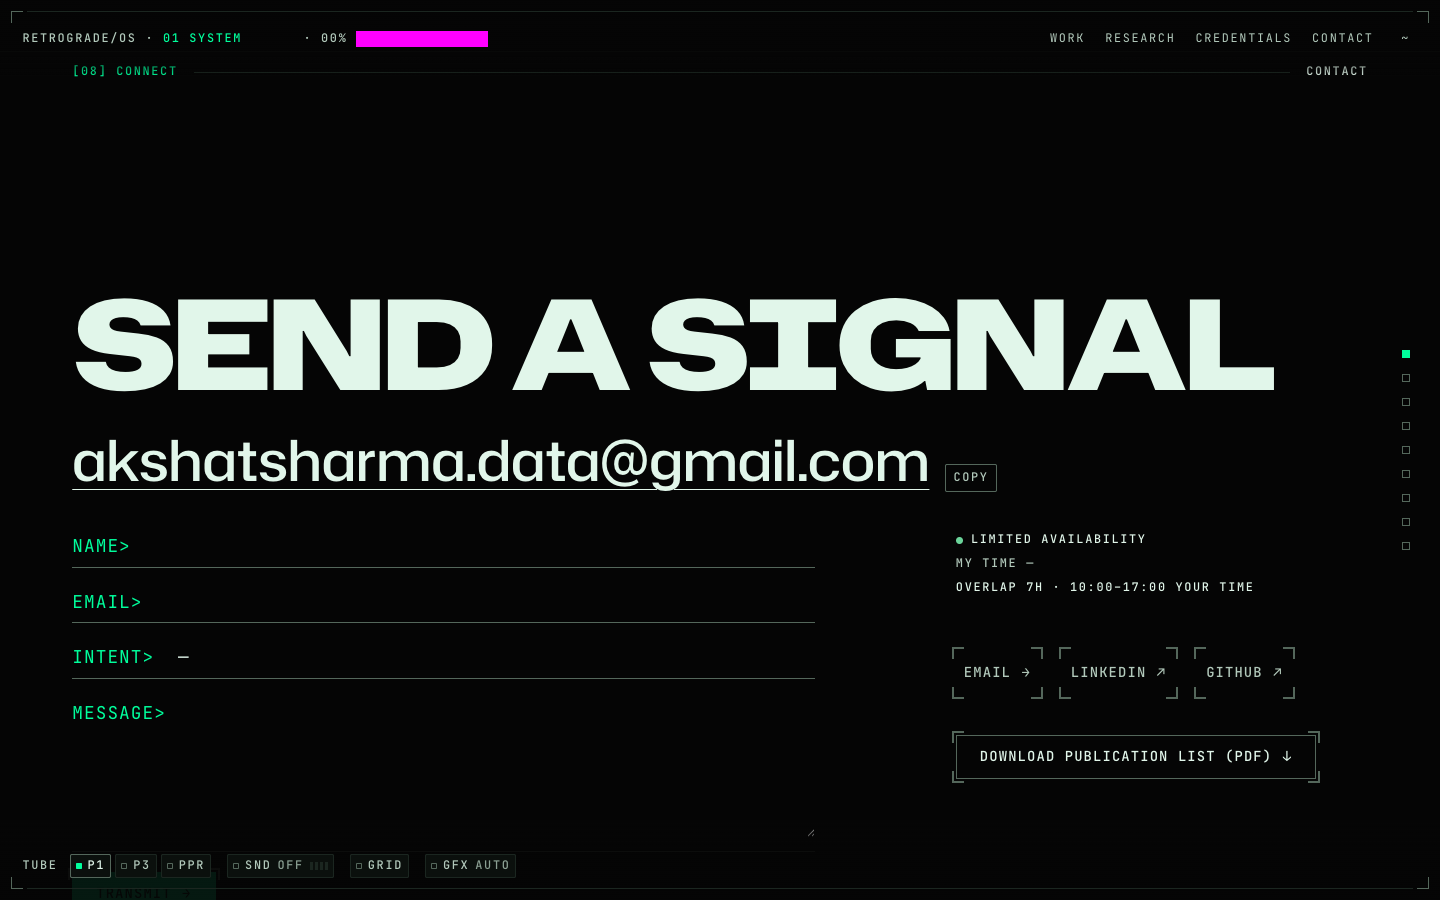 RETROGRADE/OS · 01 SYSTEM · 00% WORK RESEARCH CREDENTIALS CONTACT ~
[08] CONNECT CONTACT
SEND A SIGNAL
akshatsharma.data@gmail.com COPY
NAME>
EMAIL>
INTENT> —
MESSAGE>
LIMITED AVAILABILITY
MY TIME —
OVERLAP 7H · 10:00–17:00 YOUR TIME
EMAIL → LINKEDIN ↗ GITHUB ↗
DOWNLOAD PUBLICATION LIST (PDF) ↓
TUBE P1 P3 PPR SND OFF GRID GFX AUTO
TRANSMIT →